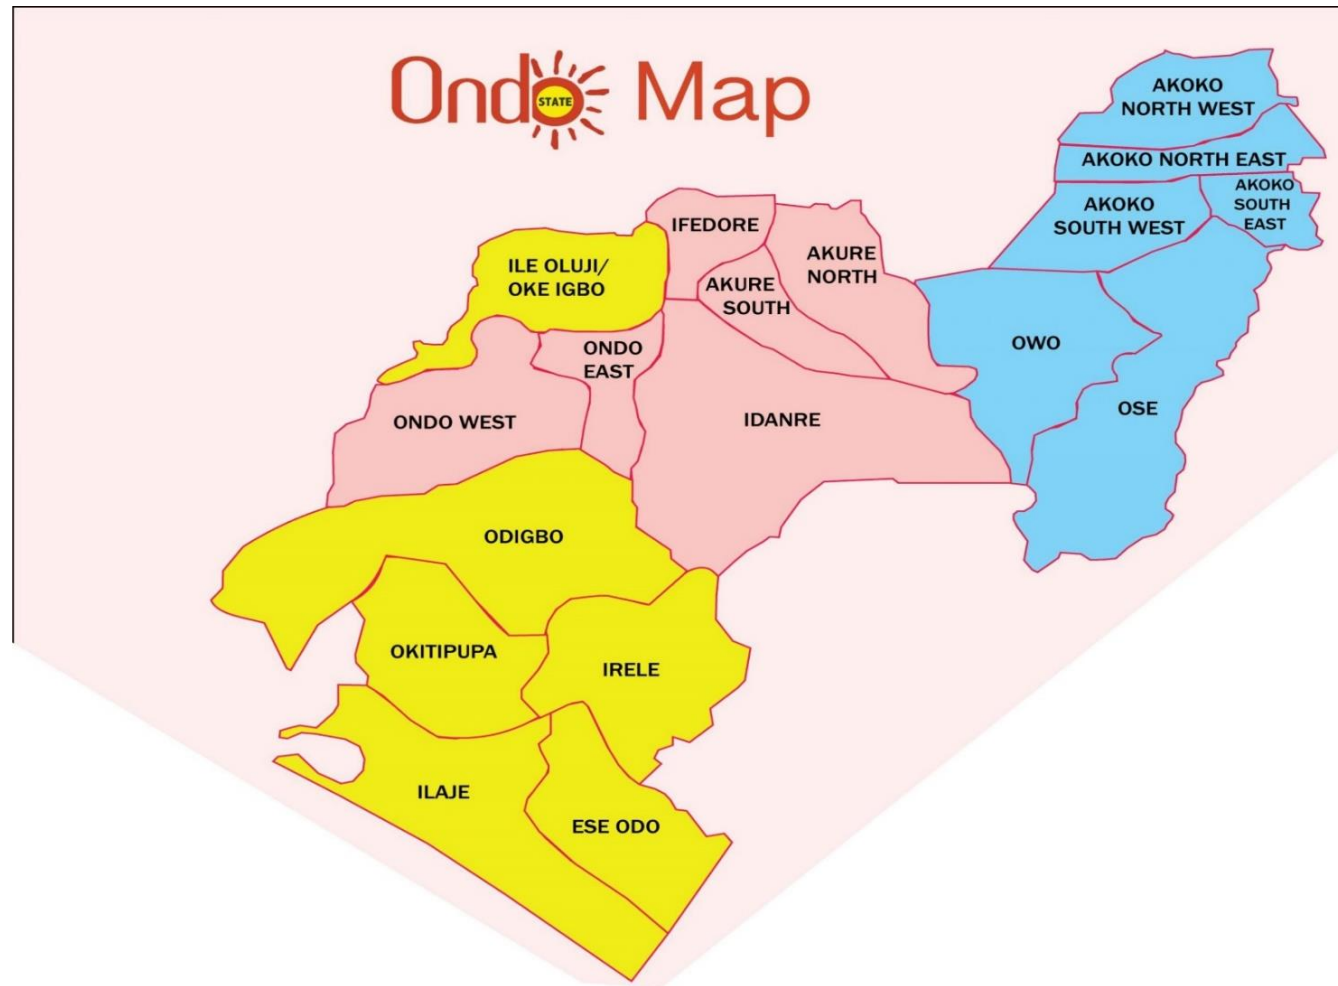 Ondo Map
STATE
AKOKO
NORTH WEST
AKOKO NORTH EAST
AKOKO
SOUTH WEST
AKOKO
SOUTH
EAST
IFEDORE
AKURE
NORTH
ILE OLUJI/
OKE IGBO
AKURE
SOUTH
ONDO
EAST
OWO
OSE
ONDO WEST
IDANRE
ODIGBO
OKITIPUPA
IRELE
ILAJE
ESE ODO